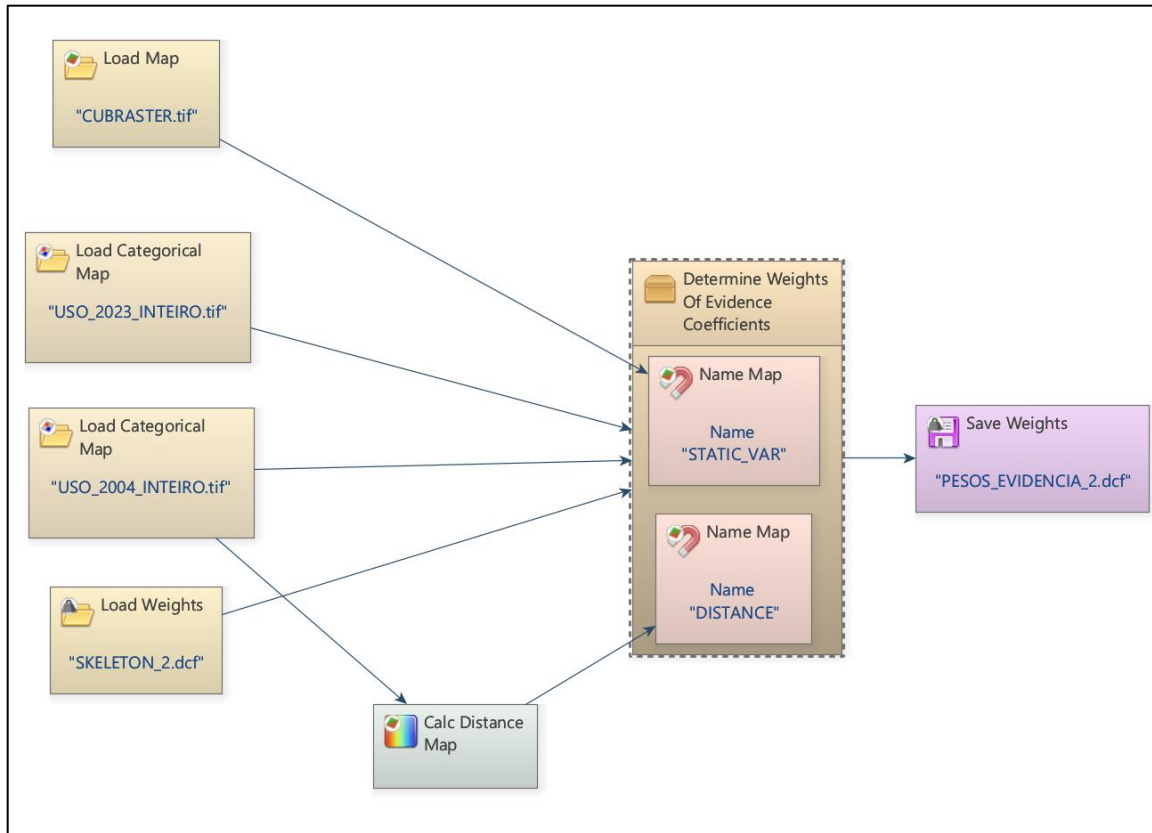 Load Map
"CUBRASTER.tif"
Load Categorical
Map
"USO_2023_INTEIRO.tif"
Load Categorical
Map
"USO_2004_INTEIRO.tif"
Load Weights
"SKELETON_2.dcf"
Calc Distance
Map
Determine Weights
Of Evidence
Coefficients
Name Map
Name
"STATIC_VAR"
Name Map
Name
"DISTANCE"
Save Weights
"PESOS_EVIDENCIA_2.dcf"